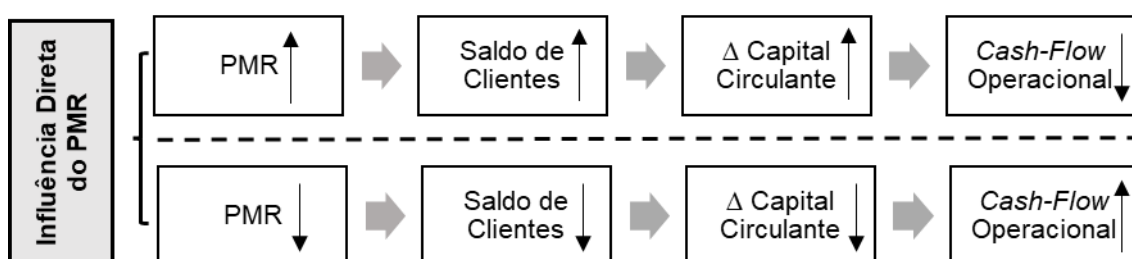 Influência Direta
do PMR
PMR
Saldo de
Clientes
Δ Capital
Circulante
Cash-Flow
Operacional
PMR
Saldo de
Clientes
Δ Capital
Circulante
Cash-Flow
Operacional